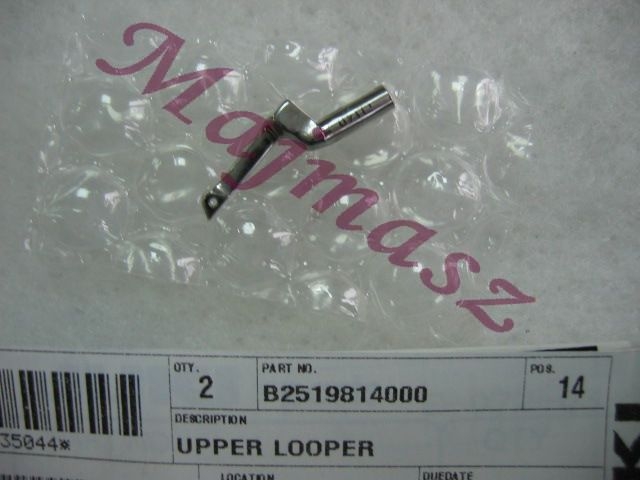 Majmasz
QTY. PART NO. POS.
2 B2519814000 14
35044*
DESCRIPTION
UPPER LOOPER
LOCATION DUEDATE